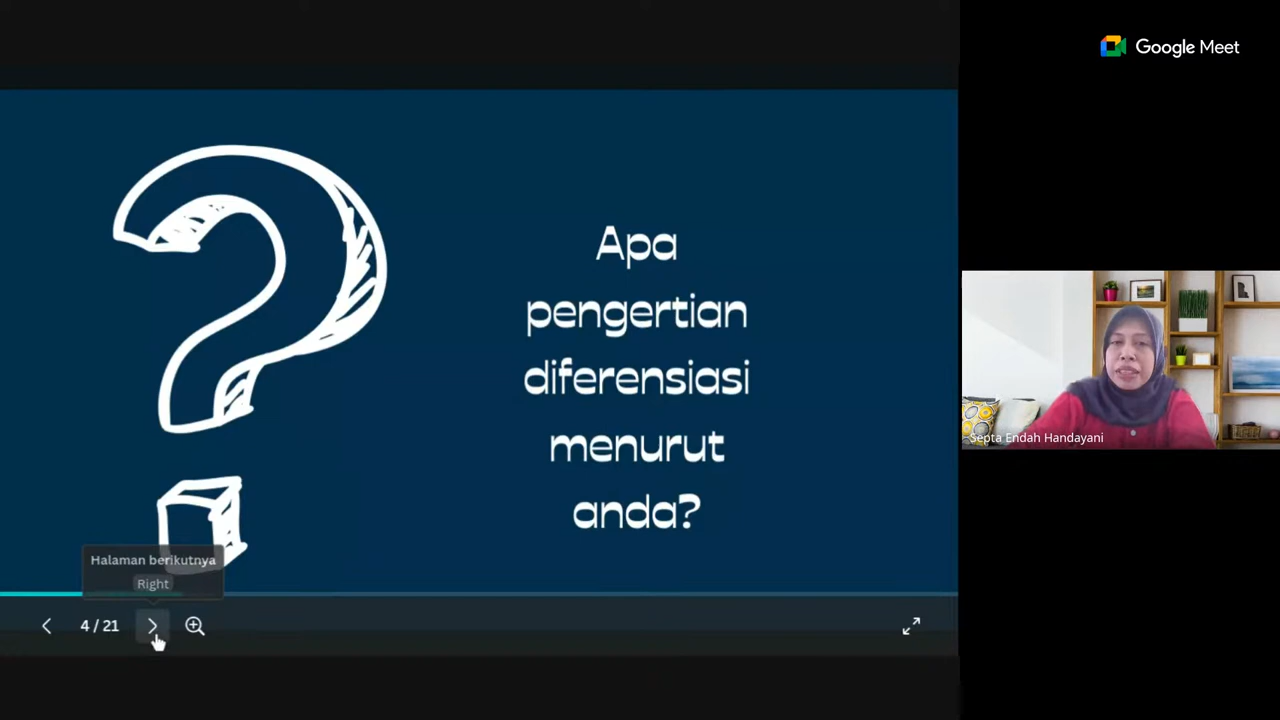 Google Meet
Apa
pengertian
diferensiasi
menurut
anda?
Septa Endah Handayani
Halaman berikutnya
Right
4 / 21